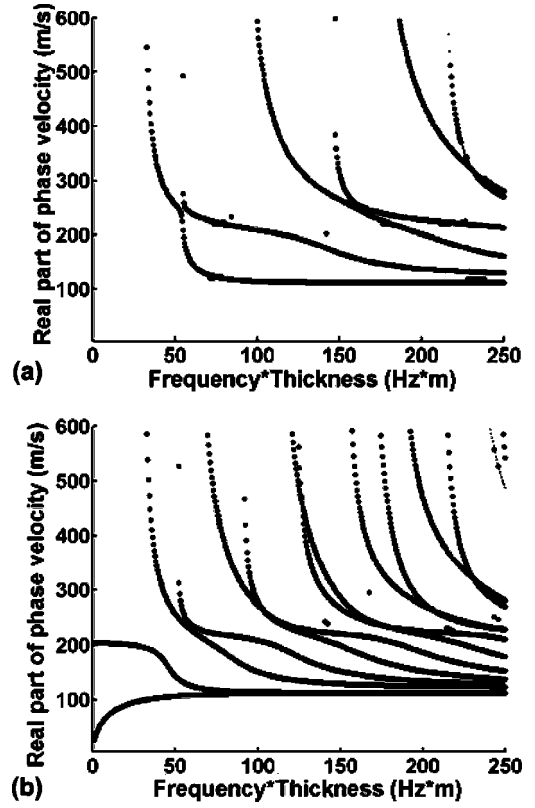 600
500
400
300
200
100
Real part of phase velocity (m/s)
0 50 100 150 200 250
(a) Frequency*Thickness (Hz*m)
600
500
400
300
200
100
Real part of phase velocity (m/s)
0 50 100 150 200 250
(b) Frequency*Thickness (Hz*m)